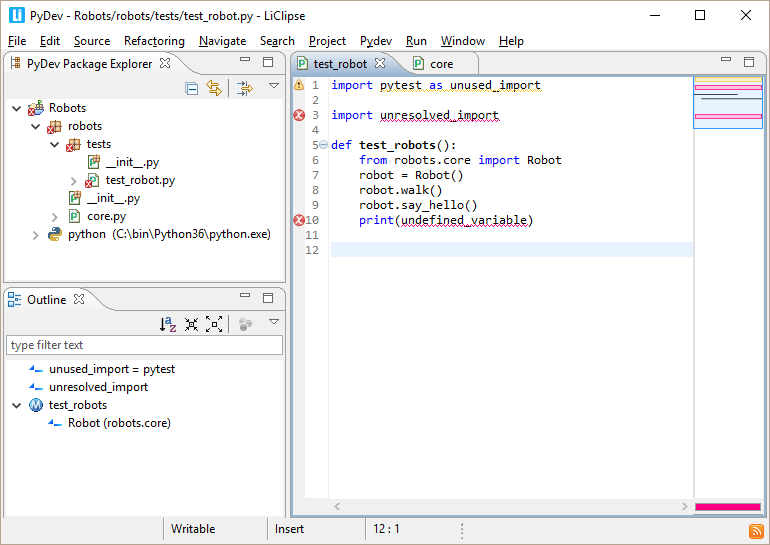 PyDev - Robots/robots/tests/test_robot.py - LiClipse
File Edit Source Refactoring Navigate Search Project Pydev Run Window Help
PyDev Package Explorer
Robots
robots
tests
__init__.py
test_robot.py
__init__.py
core.py
python (C:\bin\Python36\python.exe)
Outline
type filter text
unused_import = pytest
unresolved_import
test_robots
Robot (robots.core)
test_robot core
1 import pytest as unused_import
2
3 import unresolved_import
4
5 def test_robots():
6 from robots.core import Robot
7 robot = Robot()
8 robot.walk()
9 robot.say_hello()
10 print(undefined_variable)
11
12
Writable Insert 12 : 1